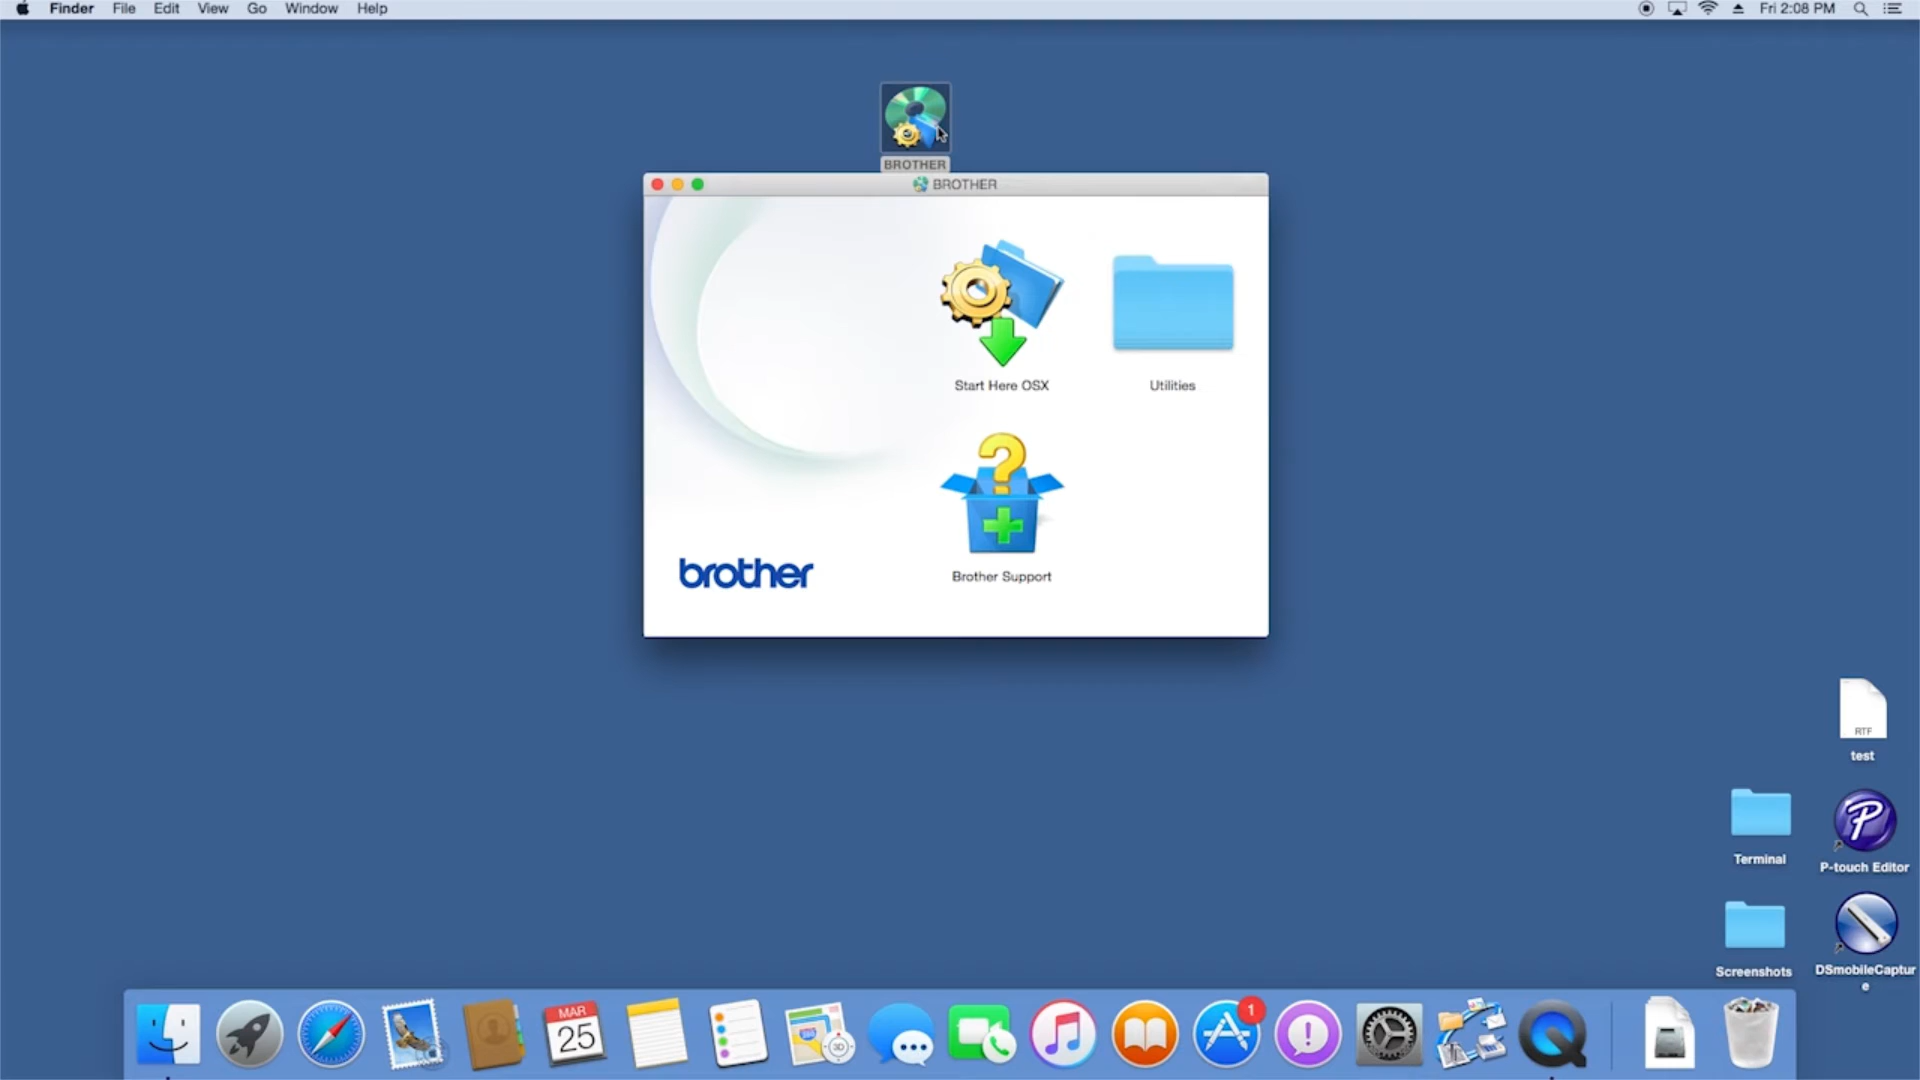 Finder File Edit View Go Window Help
Fri 2:08 PM
BROTHER
BROTHER
Start Here OSX
Utilities
Brother Support
brother
RTF
test
Terminal
P-touch Editor
Screenshots
DSmobileCaptur
e
MAR
25
3D
1